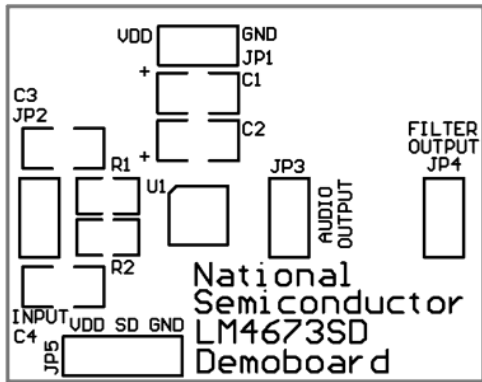 VDD GND
JP1
+ C1
C2
+
C3
JP2
R1
U1
JP3
AUDIO
OUTPUT
FILTER
OUTPUT
JP4
R2
INPUT
C4
VDD SD GND
JP5
National
Semiconductor
LM4673SD
Demoboard